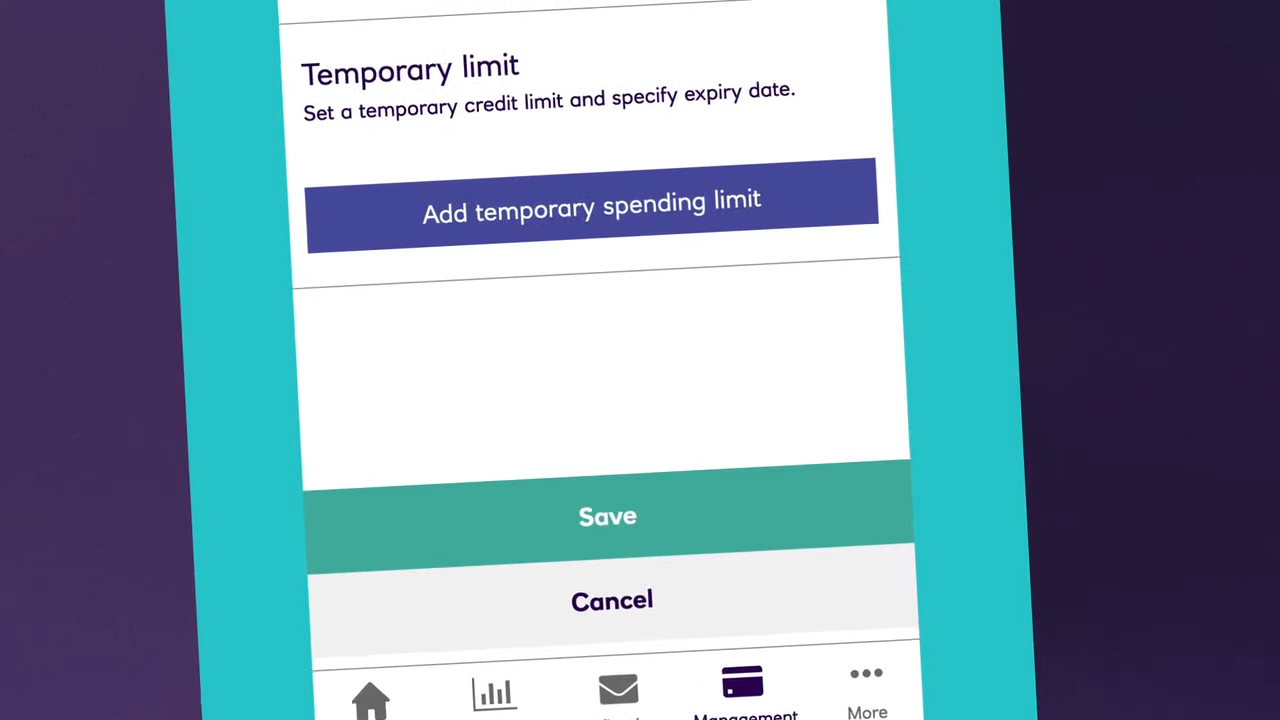 Temporary limit
Set a temporary credit limit and specify expiry date.
Add temporary spending limit
Save
Cancel
Management
More